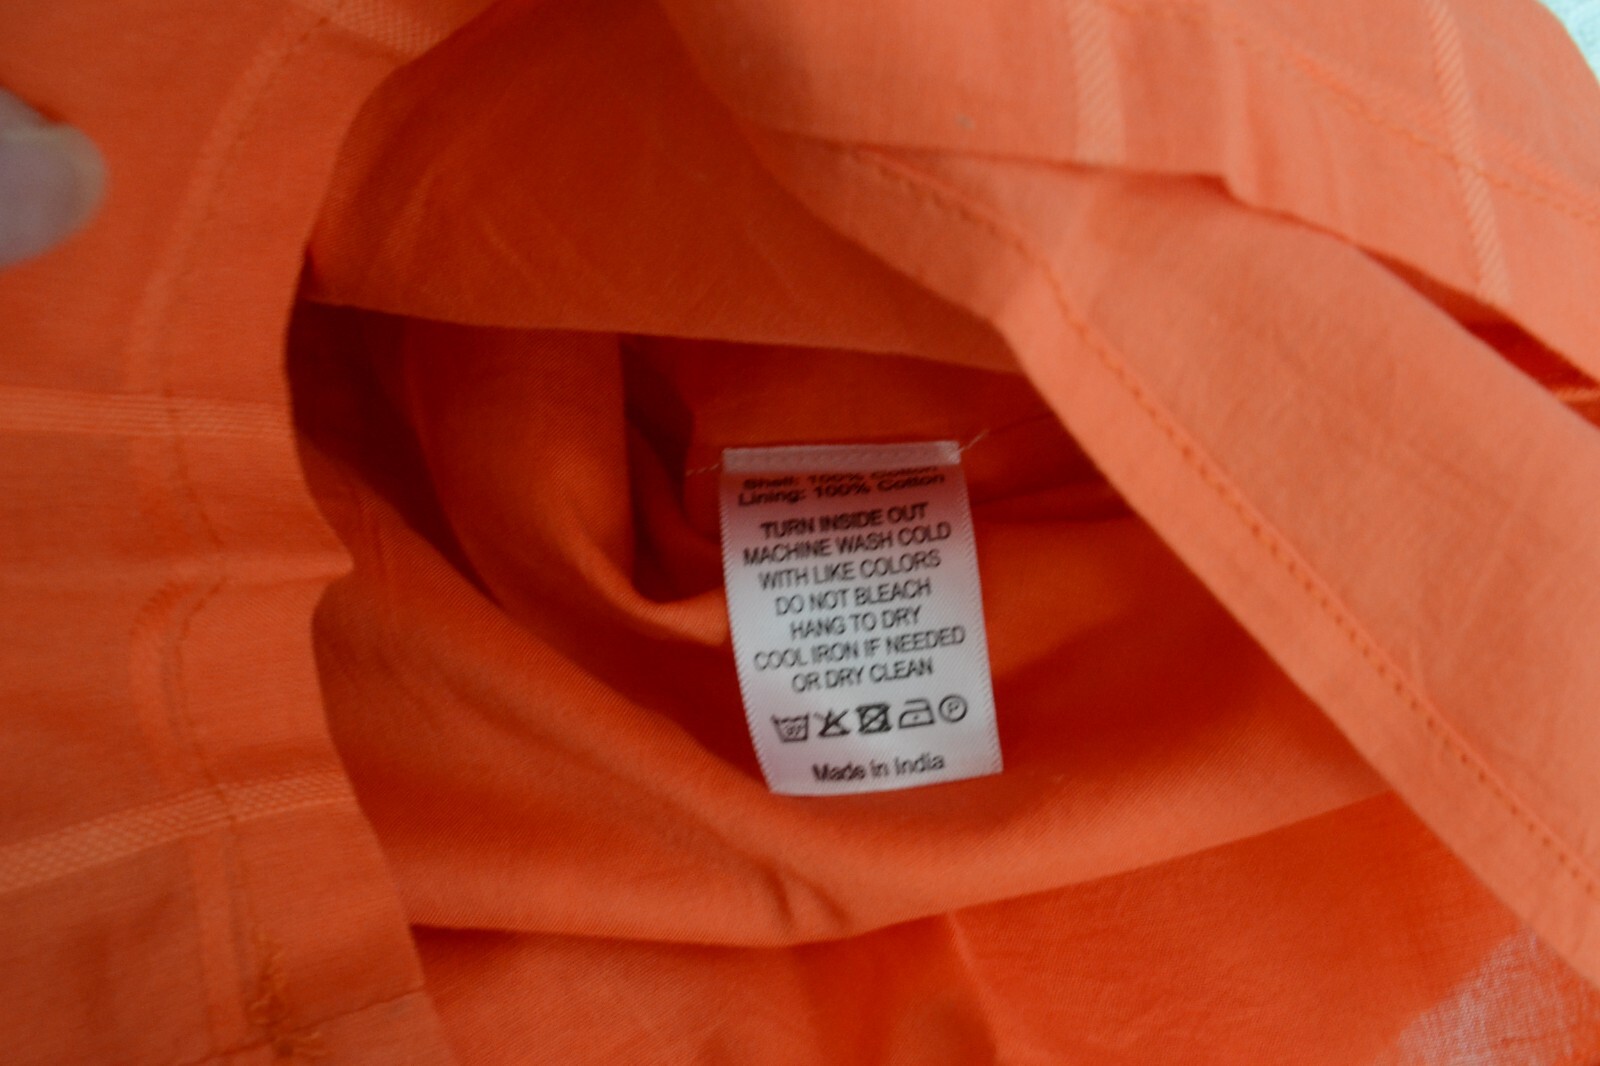 Shell: 100% Cotton
Lining: 100% Cotton
TURN INSIDE OUT
MACHINE WASH COLD
WITH LIKE COLORS
DO NOT BLEACH
HANG TO DRY
COOL IRON IF NEEDED
OR DRY CLEAN
30 P
Made in India